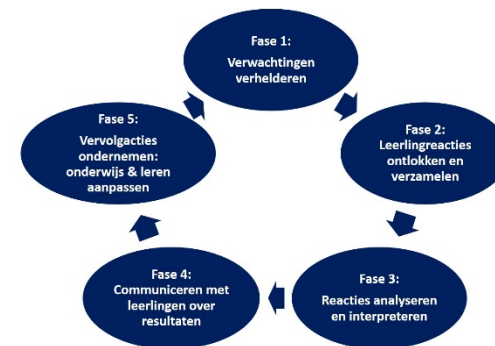 Fase 1:
Verwachtingen
verhelderen
Fase 2:
Leerlingreacties
ontlokken en
verzamelen
Fase 3:
Reacties analyseren
en interpreteren
Fase 4:
Communiceren met
leerlingen over
resultaten
Fase 5:
Vervolgacties
ondernemen:
onderwijs & leren
aanpassen